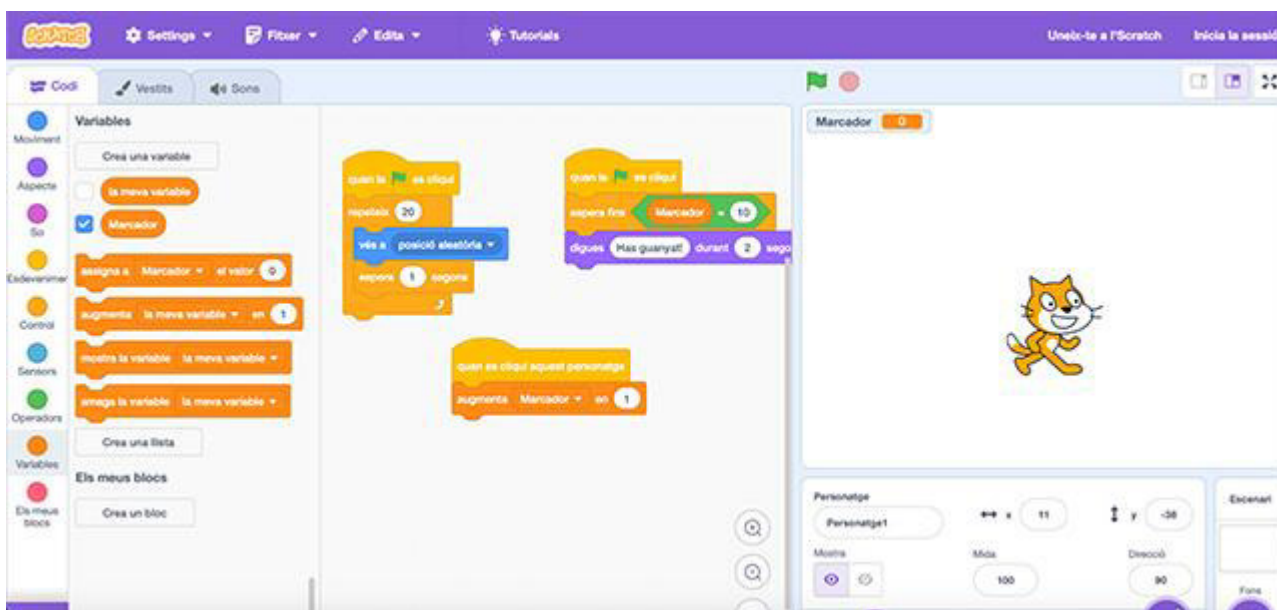 SCRATCH Settings Fitxer Edita Tutorials Uneix-te a l'Scratch Inicia la sessió
Codi Vestits Sons
Moviment
Aspecte
So
Esdevenimen
Control
Sensors
Operadors
Variables
Els meus
blocs
Variables
Crea una variable
la meva variable
Marcador
assigna a Marcador el valor 0
augmenta la meva variable en 1
mostra la variable la meva variable
amaga la variable la meva variable
Crea una llista
Els meus blocs
Crea un bloc
quan la es cliqui
repeteix 20
vés a posició aleatòria
espera 1 segons
quan la es cliqui
espera fins Marcador = 10
digues Has guanyat! durant 2 sego
quan es cliqui aquest personatge
augmenta Marcador en 1
Marcador 0
Personatge
Personatge1
x 11
y -38
Mostra
Mida
100
Direcció
90
Escenari
Fons